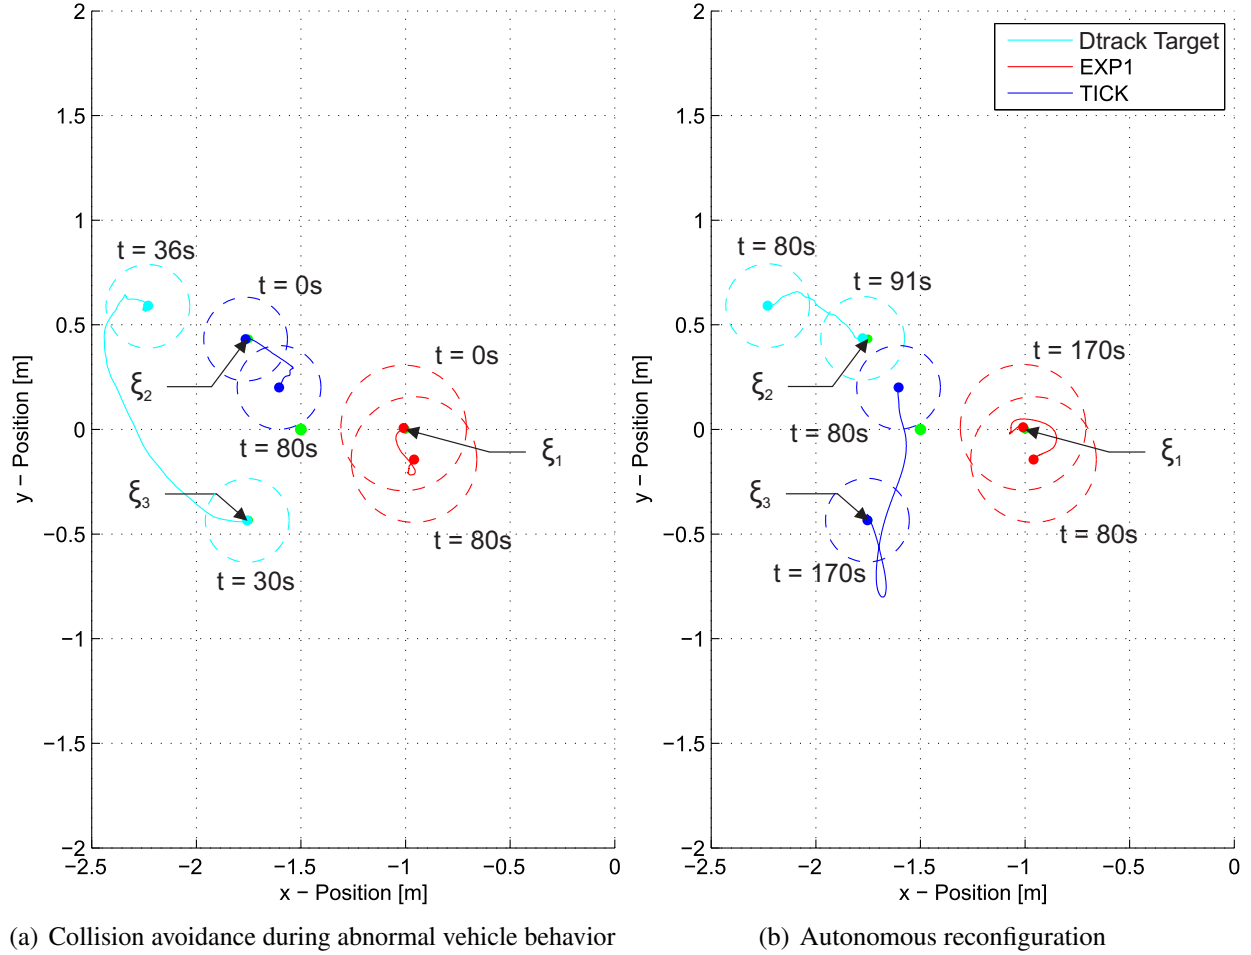 2
1.5
1
0.5
0
−0.5
−1
−1.5
−2
−2.5
−2
−1.5
−1
−0.5
0
y − Position [m]
x − Position [m]
t = 36s
t = 0s
t = 0s
ξ2
t = 80s
ξ1
ξ3
t = 80s
t = 30s
(a) Collision avoidance during abnormal vehicle behavior
2
1.5
1
0.5
0
−0.5
−1
−1.5
−2
−2.5
−2
−1.5
−1
−0.5
0
y − Position [m]
x − Position [m]
Dtrack Target
EXP1
TICK
t = 80s
t = 91s
t = 170s
ξ2
t = 80s
ξ1
ξ3
t = 80s
t = 170s
(b) Autonomous reconfiguration